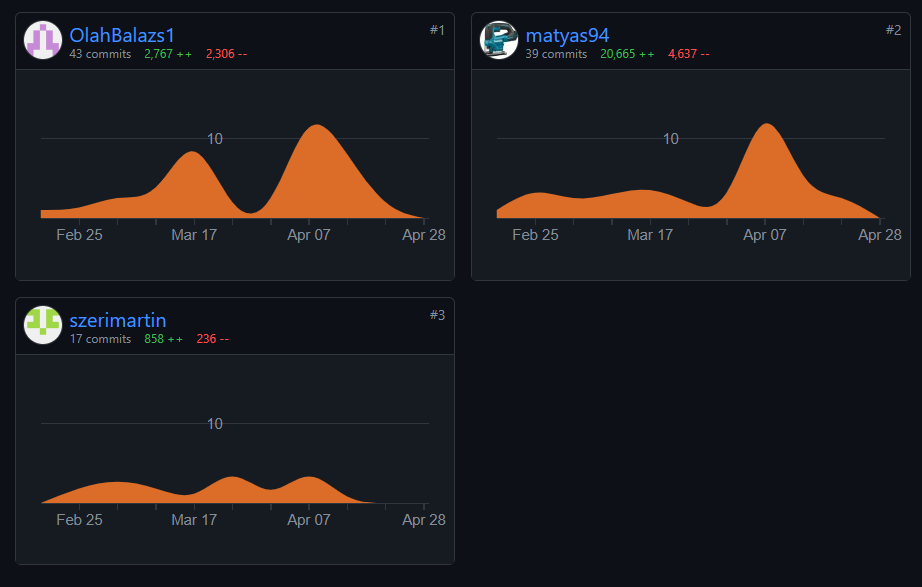 OlahBalazs1
#1
43 commits 2,767 ++ 2,306 --
10
Feb 25 Mar 17 Apr 07 Apr 28
matyas94
#2
39 commits 20,665 ++ 4,637 --
10
Feb 25 Mar 17 Apr 07 Apr 28
szerimartin
#3
17 commits 858 ++ 236 --
10
Feb 25 Mar 17 Apr 07 Apr 28